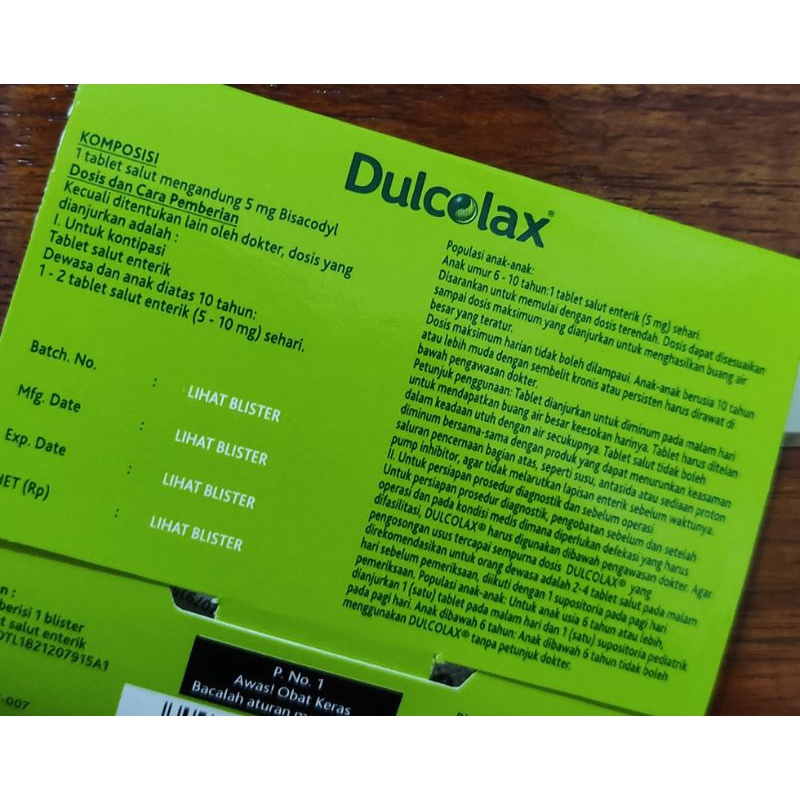 Dulcolax®
KOMPOSISI
1 tablet salut mengandung 5 mg Bisacodyl
Dosis dan Cara Pemberian
Kecuali ditentukan lain oleh dokter, dosis yang
dianjurkan adalah :
I. Untuk kontipasi
Tablet salut enterik
Dewasa dan anak diatas 10 tahun:
1 - 2 tablet salut enterik (5 - 10 mg) sehari.
Batch. No. : LIHAT BLISTER
Mfg. Date : LIHAT BLISTER
Exp. Date : LIHAT BLISTER
HET (Rp) : LIHAT BLISTER
Populasi anak-anak:
Anak umur 6 - 10 tahun:1 tablet salut enterik (5 mg) sehari.
Disarankan untuk memulai dengan dosis terendah. Dosis dapat disesuaikan
sampai dosis maksimum yang dianjurkan untuk menghasilkan buang air
besar yang teratur.
Dosis maksimum harian tidak boleh dilampaui. Anak-anak berusia 10 tahun
atau lebih muda dengan sembelit kronis atau persisten harus dirawat di
bawah pengawasan dokter.
Petunjuk penggunaan: Tablet dianjurkan untuk diminum pada malam hari
untuk mendapatkan buang air besar keesokan harinya. Tablet harus ditelan
dalam keadaan utuh dengan air secukupnya. Tablet salut tidak boleh
diminum bersama-sama dengan produk yang dapat menurunkan keasaman
saluran pencernaan bagian atas, seperti susu, antasida atau sediaan proton
pump inhibitor, agar tidak melarutkan lapisan enterik sebelum waktunya.
II. Untuk persiapan prosedur diagnostik dan sebelum operasi
Untuk persiapan prosedur diagnostik, pengobatan sebelum dan setelah
operasi dan pada kondisi medis dimana diperlukan defekasi yang harus
difasilitasi, DULCOLAX® harus digunakan dibawah pengawasan dokter. Agar
pengosongan usus tercapai sempurna dosis DULCOLAX® yang
direkomendasikan untuk orang dewasa adalah 2-4 tablet salut pada malam
hari sebelum pemeriksaan, diikuti dengan 1 supositoria pada pagi hari
pemeriksaan. Populasi anak-anak: Untuk anak usia 6 tahun atau lebih,
dianjurkan 1 (satu) tablet pada malam hari dan 1 (satu) supositoria pediatrik
pada pagi hari. Anak dibawah 6 tahun: Anak dibawah 6 tahun tidak boleh
menggunakan DULCOLAX® tanpa petunjuk dokter.
berisi 1 blister
salut enterik
DTL1821207915A1
-007
P. No. 1
Awas! Obat Keras
Bacalah aturan